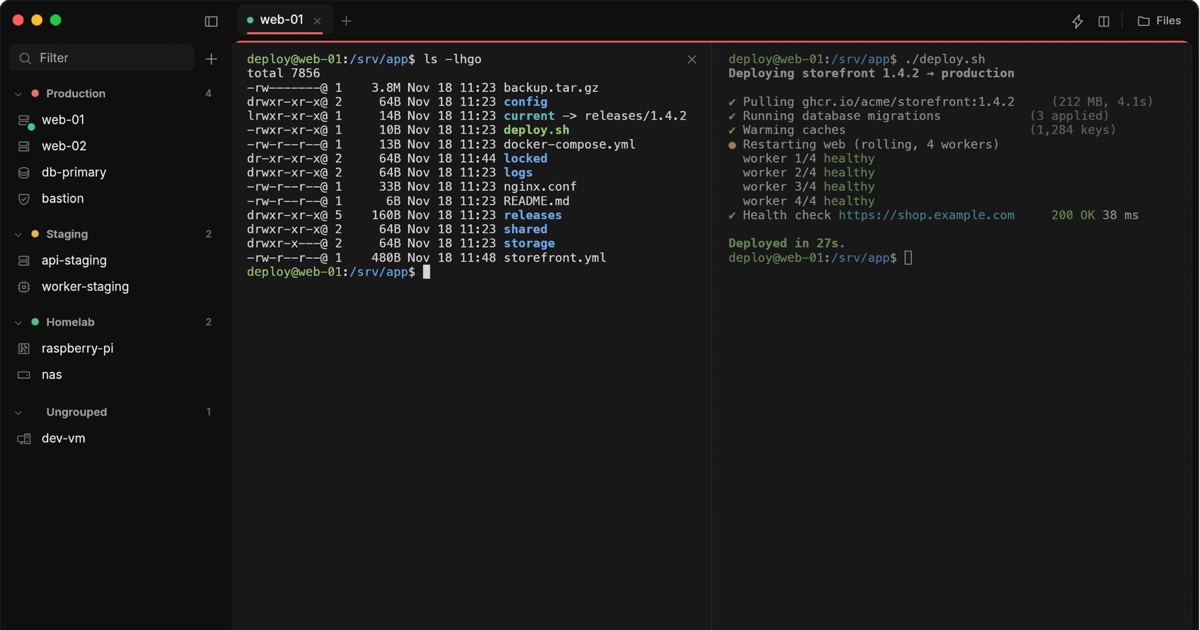 web-01
Files
Filter
Production 4
web-01
web-02
db-primary
bastion
Staging 2
api-staging
worker-staging
Homelab 2
raspberry-pi
nas
Ungrouped 1
dev-vm
deploy@web-01:/srv/app$ ls -lhgo
total 7856
-rw-------@ 1    3.8M Nov 18 11:23 backup.tar.gz
drwxr-xr-x@ 2     64B Nov 18 11:23 config
lrwxr-xr-x@ 1     14B Nov 18 11:23 current -> releases/1.4.2
-rwxr-xr-x@ 1     10B Nov 18 11:23 deploy.sh
-rw-r--r--@ 1     13B Nov 18 11:23 docker-compose.yml
dr-xr-xr-x@ 2     64B Nov 18 11:44 locked
drwxr-xr-x@ 2     64B Nov 18 11:23 logs
-rw-r--r--@ 1     33B Nov 18 11:23 nginx.conf
-rw-r--r--@ 1      6B Nov 18 11:23 README.md
drwxr-xr-x@ 5    160B Nov 18 11:23 releases
drwxr-xr-x@ 2     64B Nov 18 11:23 shared
drwxr-x---@ 2     64B Nov 18 11:23 storage
-rw-r--r--@ 1    480B Nov 18 11:48 storefront.yml
deploy@web-01:/srv/app$
deploy@web-01:/srv/app$ ./deploy.sh
Deploying storefront 1.4.2 → production
✔ Pulling ghcr.io/acme/storefront:1.4.2 (212 MB, 4.1s)
✔ Running database migrations (3 applied)
✔ Warming caches (1,284 keys)
● Restarting web (rolling, 4 workers)
worker 1/4 healthy
worker 2/4 healthy
worker 3/4 healthy
worker 4/4 healthy
✔ Health check https://shop.example.com 200 OK 38 ms
Deployed in 27s.
deploy@web-01:/srv/app$